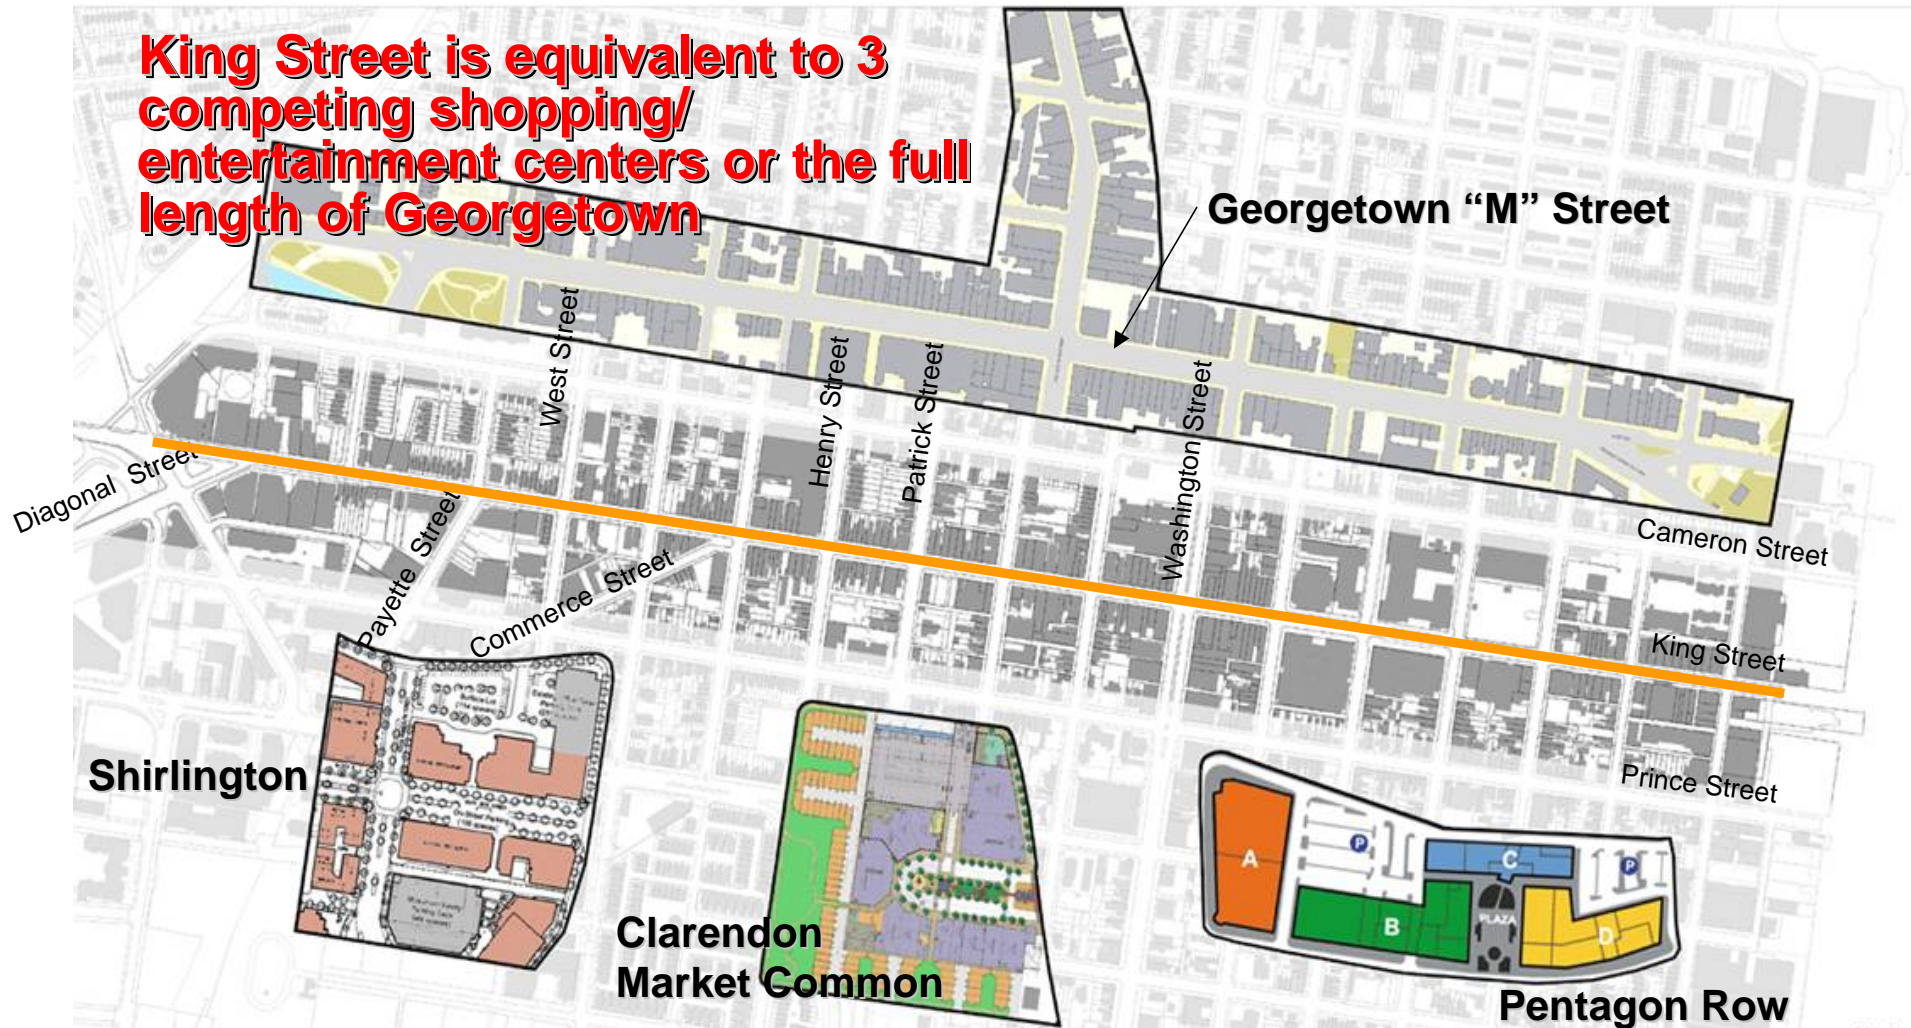 King Street is equivalent to 3
competing shopping/
entertainment centers or the full
length of Georgetown
Georgetown “M” Street
West Street
Henry Street
Patrick Street
Washington Street
Diagonal Street
Payette Street
Commerce Street
Cameron Street
King Street
Prince Street
Shirlington
Clarendon
Market Common
A
B
C
D
P
P
PLAZA
Pentagon Row